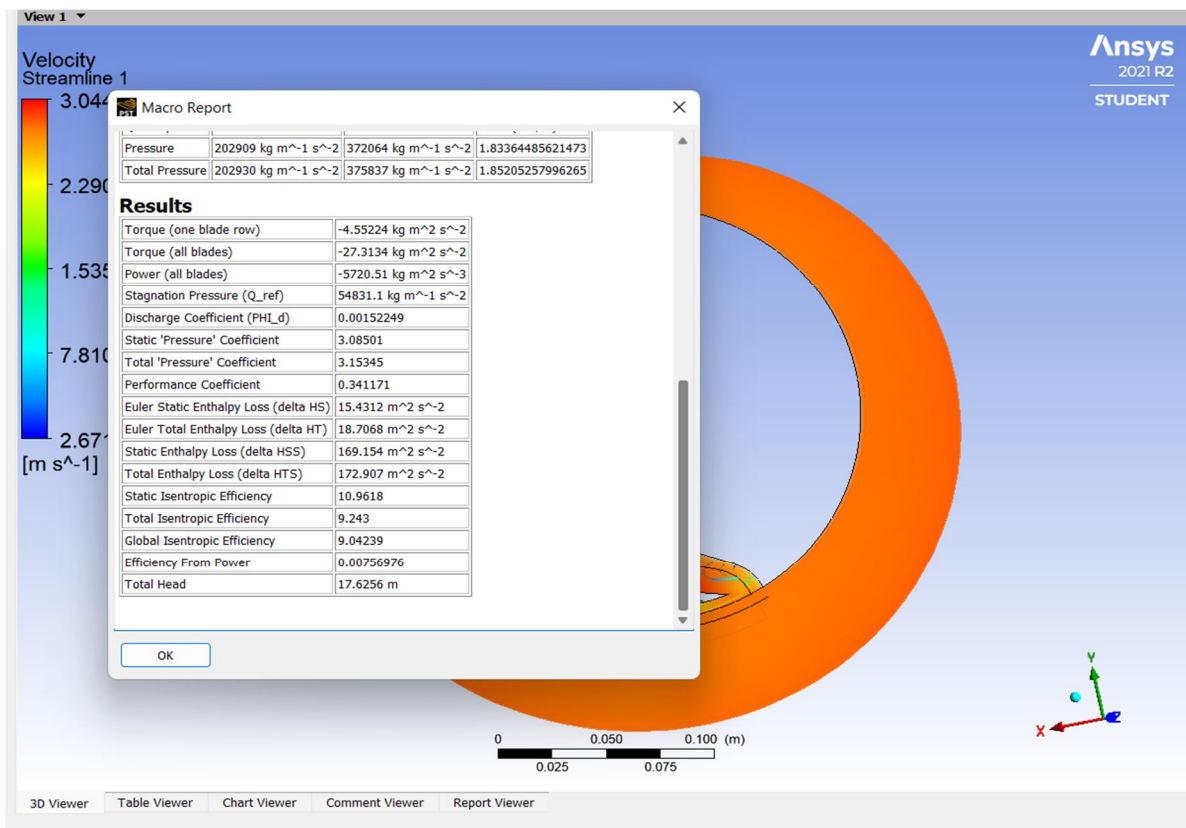 View 1
Velocity
Streamline 1
3.044
2.290
1.535
7.810
2.671
[m s^-1]
Ansys
2021 R2
STUDENT
PST Macro Report
Pressure 202909 kg m^-1 s^-2 372064 kg m^-1 s^-2 1.83364485621473
Total Pressure 202930 kg m^-1 s^-2 375837 kg m^-1 s^-2 1.85205257996265
Results
Torque (one blade row) -4.55224 kg m^2 s^-2
Torque (all blades) -27.3134 kg m^2 s^-2
Power (all blades) -5720.51 kg m^2 s^-3
Stagnation Pressure (Q_ref) 54831.1 kg m^-1 s^-2
Discharge Coefficient (PHI_d) 0.00152249
Static 'Pressure' Coefficient 3.08501
Total 'Pressure' Coefficient 3.15345
Performance Coefficient 0.341171
Euler Static Enthalpy Loss (delta HS) 15.4312 m^2 s^-2
Euler Total Enthalpy Loss (delta HT) 18.7068 m^2 s^-2
Static Enthalpy Loss (delta HSS) 169.154 m^2 s^-2
Total Enthalpy Loss (delta HTS) 172.907 m^2 s^-2
Static Isentropic Efficiency 10.9618
Total Isentropic Efficiency 9.243
Global Isentropic Efficiency 9.04239
Efficiency From Power 0.00756976
Total Head 17.6256 m
OK
Y
X
Z
0 0.050 0.100 (m)
0.025 0.075
3D Viewer Table Viewer Chart Viewer Comment Viewer Report Viewer